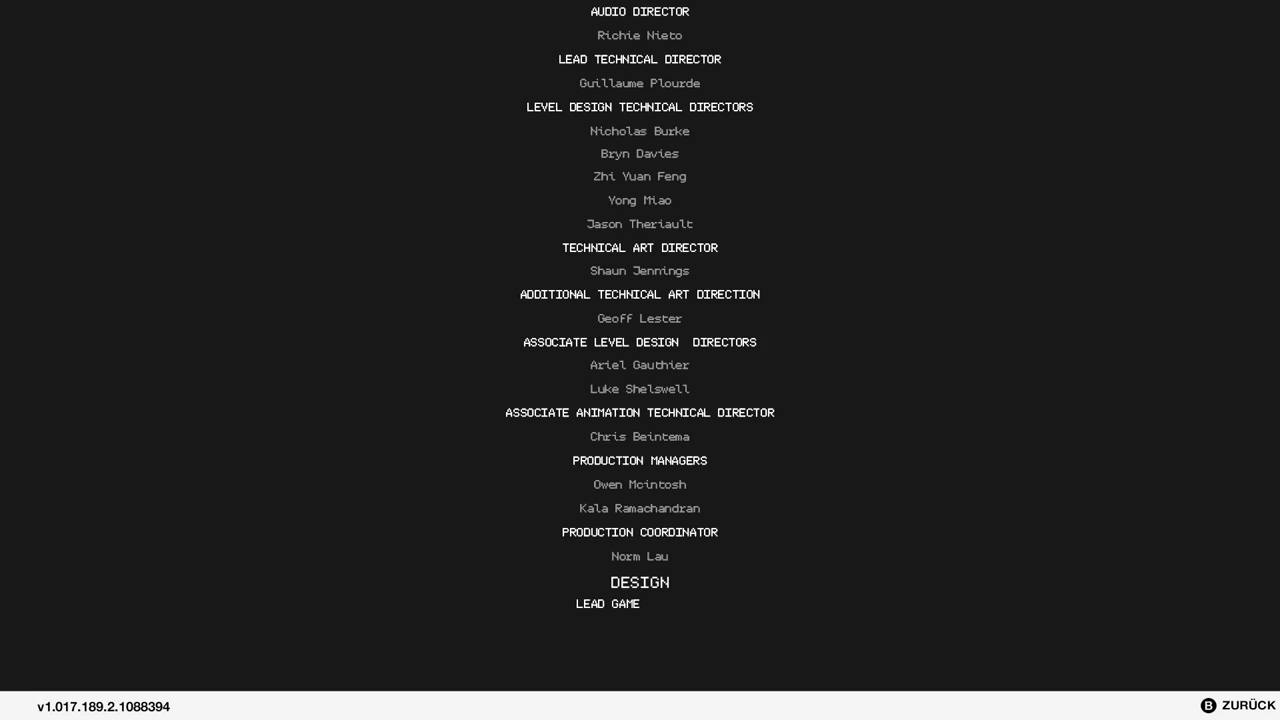 AUDIO DIRECTOR
Richie Nieto
LEAD TECHNICAL DIRECTOR
Guillaume Plourde
LEVEL DESIGN TECHNICAL DIRECTORS
Nicholas Burke
Bryn Davies
Zhi Yuan Feng
Yong Miao
Jason Theriault
TECHNICAL ART DIRECTOR
Shaun Jennings
ADDITIONAL TECHNICAL ART DIRECTION
Geoff Lester
ASSOCIATE LEVEL DESIGN  DIRECTORS
Ariel Gauthier
Luke Shelswell
ASSOCIATE ANIMATION TECHNICAL DIRECTOR
Chris Beintema
PRODUCTION MANAGERS
Owen Mcintosh
Kala Ramachandran
PRODUCTION COORDINATOR
Norm Lau
DESIGN
LEAD GAME
v1.017.189.2.1088394
B ZURÜCK